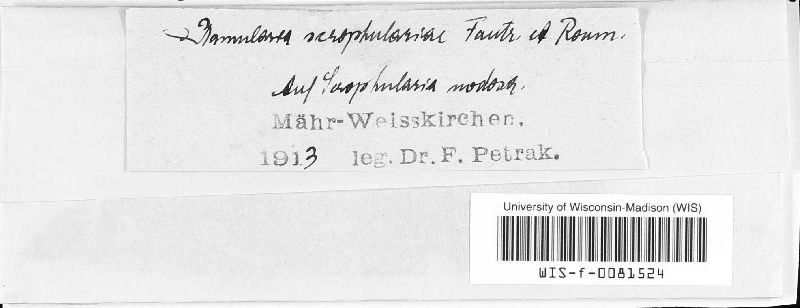 Ramularia scrophulariae Fautr. et Roum.
Auf Scrophularia nodosa.
Mähr-Weisskirchen.
1913 leg. Dr. F. Petrak.
University of Wisconsin-Madison (WIS)
WIS-f-0081524